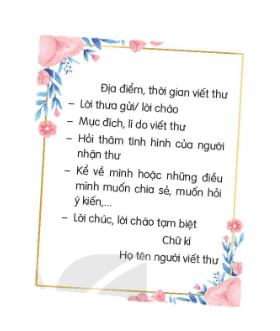 Địa điểm, thời gian viết thư
– Lời thưa gửi/ lời chào
– Mục đích, lí do viết thư
– Hỏi thăm tình hình của người
nhận thư
– Kể về mình hoặc những điều
mình muốn chia sẻ, muốn hỏi
ý kiến,...
– Lời chúc, lời chào tạm biệt
Chữ kí
Họ tên người viết thư